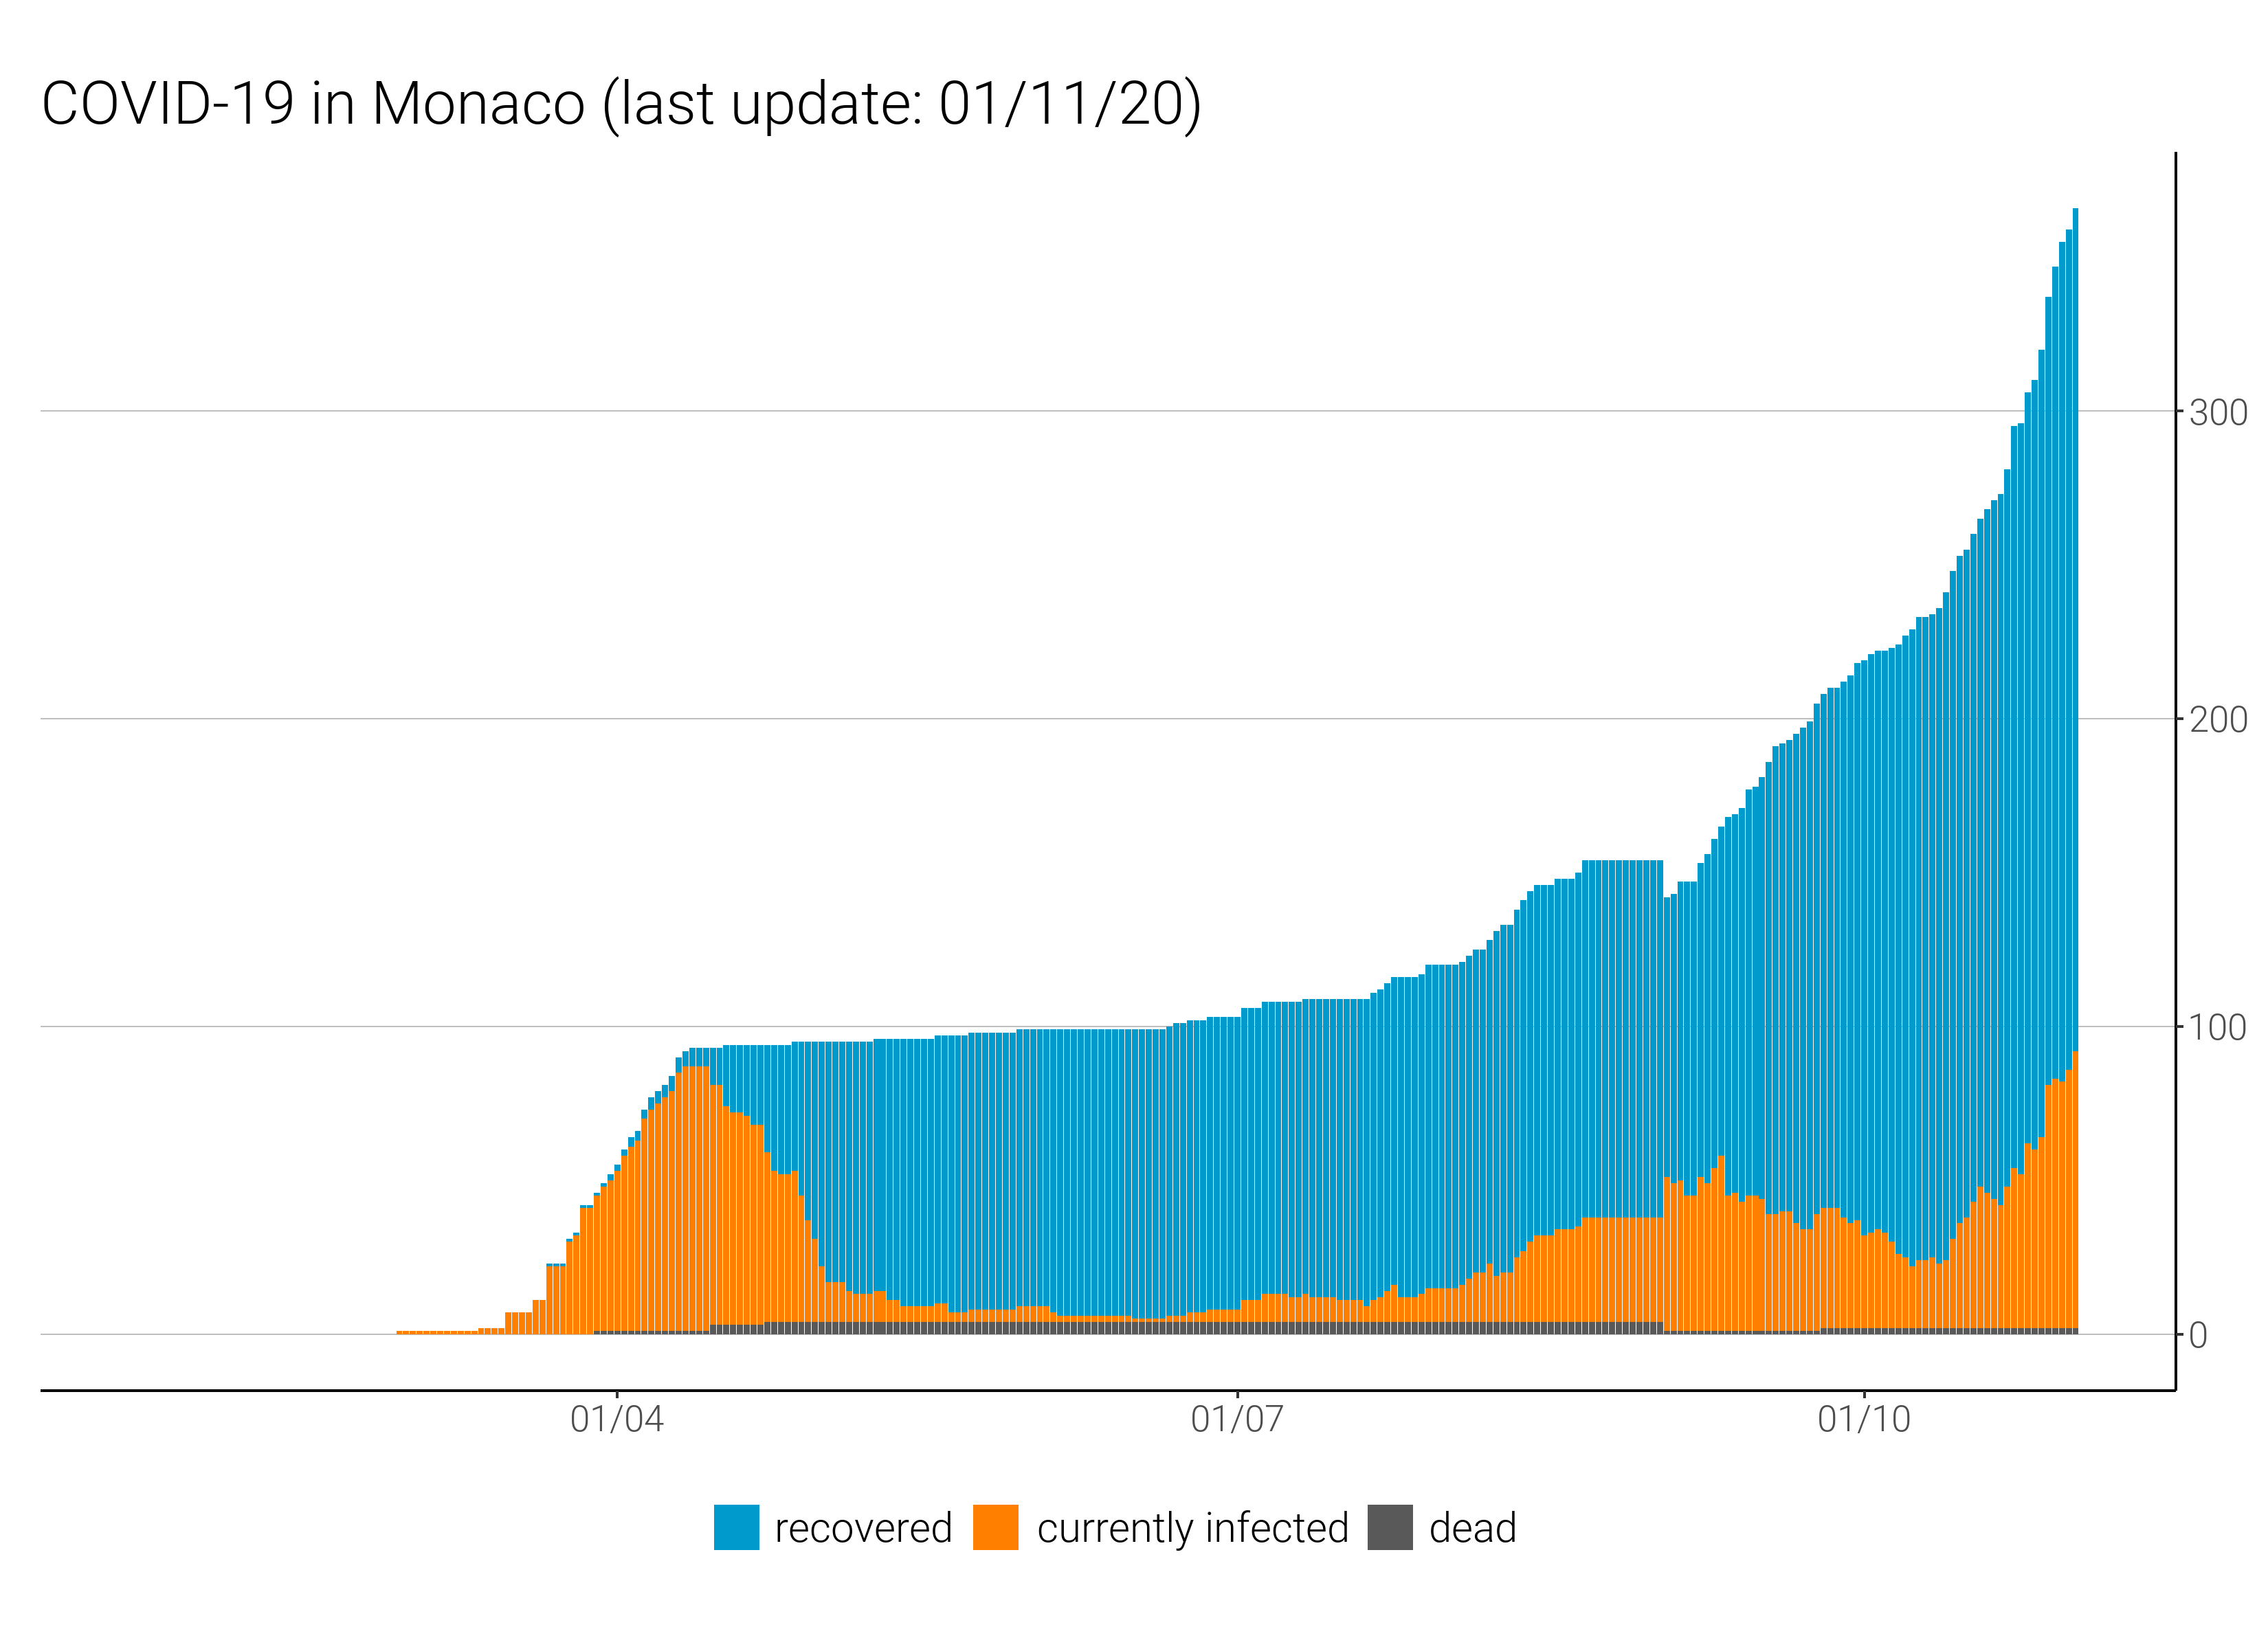 COVID-19 in Monaco (last update: 01/11/20)
300
200
100
0
01/04 01/07 01/10
recovered currently infected dead